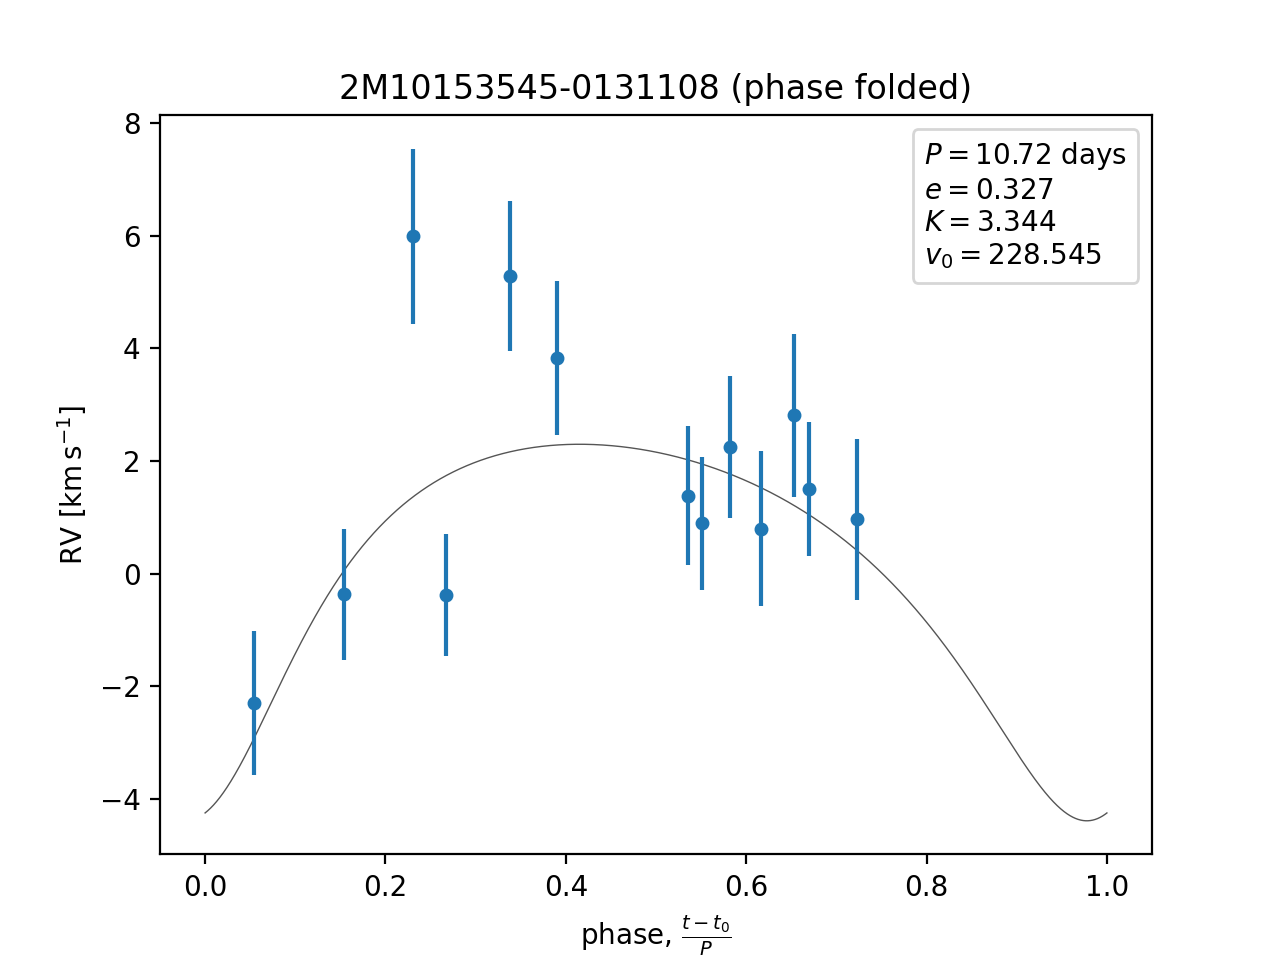 2M10153545-0131108 (phase folded)
P = 10.72 days
e = 0.327
K = 3.344
v₀ = 228.545
8
6
4
2
0
−2
−4
RV [km s⁻¹]
0.0 0.2 0.4 0.6 0.8 1.0
phase, (t − t₀)/P